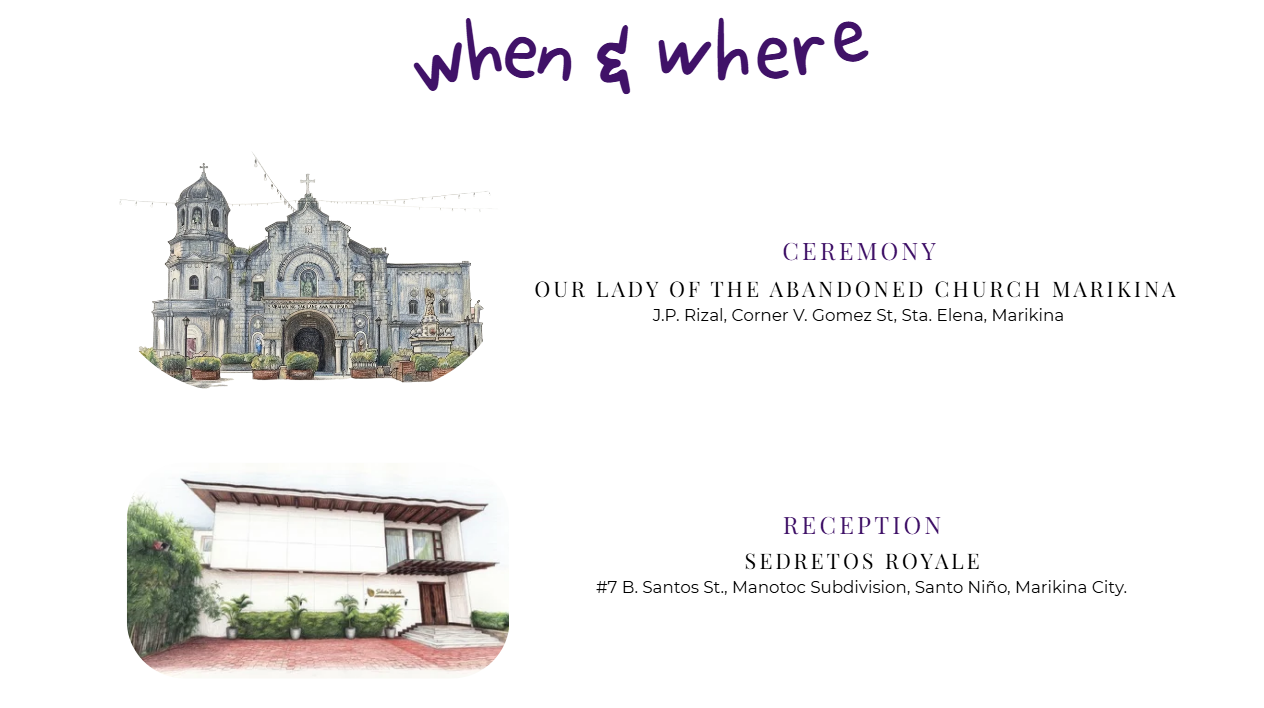 when & where
CEREMONY
OUR LADY OF THE ABANDONED CHURCH MARIKINA
J.P. Rizal, Corner V. Gomez St, Sta. Elena, Marikina
RECEPTION
SEDRETOS ROYALE
#7 B. Santos St., Manotoc Subdivision, Santo Niño, Marikina City.